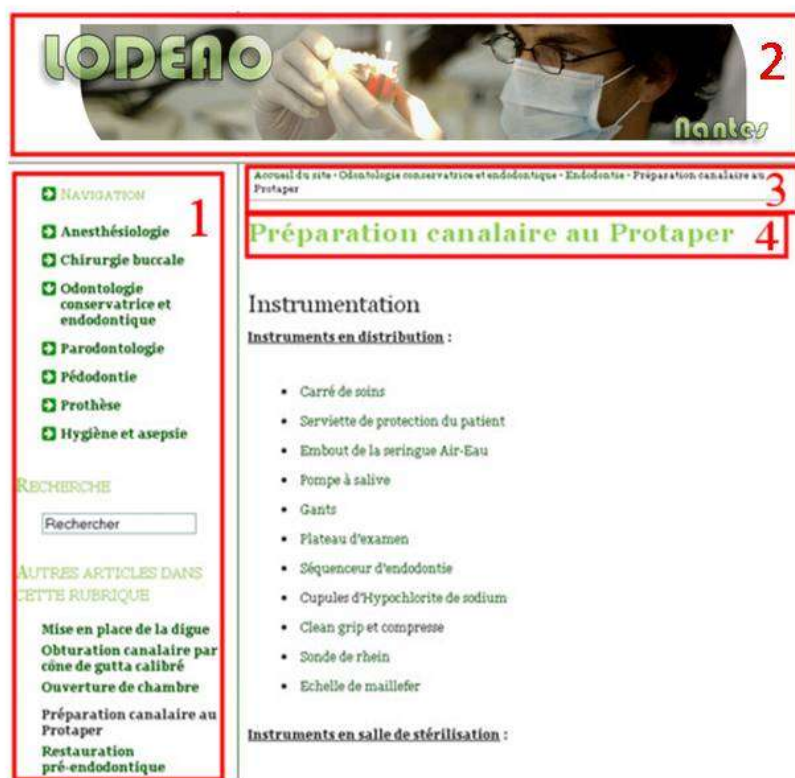 LODEAO
2
Nantes
1
NAVIGATION
Anesthésiologie
Chirurgie buccale
Odontologie
conservatrice et
endodontique
Parodontologie
Pédodontie
Prothèse
Hygiène et asepsie
RECHERCHE
Rechercher
AUTRES ARTICLES DANS
CETTE RUBRIQUE
Mise en place de la digue
Obturation canalaire par
cône de gutta calibré
Ouverture de chambre
Préparation canalaire au
Protaper
Restauration
pré-endodontique
Accueil du site - Odontologie conservatrice et endodontique - Endodontie - Préparation canalaire au
Protaper
3
Préparation canalaire au Protaper 4
Instrumentation
Instruments en distribution :
• Carré de soins
• Serviette de protection du patient
• Embout de la seringue Air-Eau
• Pompe à salive
• Gants
• Plateau d'examen
• Séquenceur d'endodontie
• Cupules d'Hypochlorite de sodium
• Clean grip et compresse
• Sonde de rhein
• Echelle de maillefer
Instruments en salle de stérilisation :